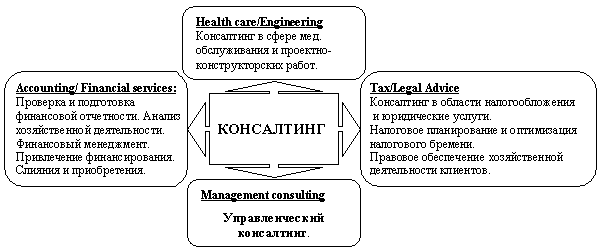 Health care/Engineering
Консалтинг в сфере мед.
обслуживания и проектно-
конструкторских работ.
Accounting/ Financial services:
Проверка и подготовка
финансовой отчетности. Анализ
хозяйственной деятельности.
Финансовый менеджмент.
Привлечение финансирования.
Слияния и приобретения.
КОНСАЛТИНГ
Tax/Legal Advice
Консалтинг в области налогообложения
и юридические услуги.
Налоговое планирование и оптимизация
налогового бремени.
Правовое обеспечение хозяйственной
деятельности клиентов.
Management consulting
Управленческий
консалтинг.